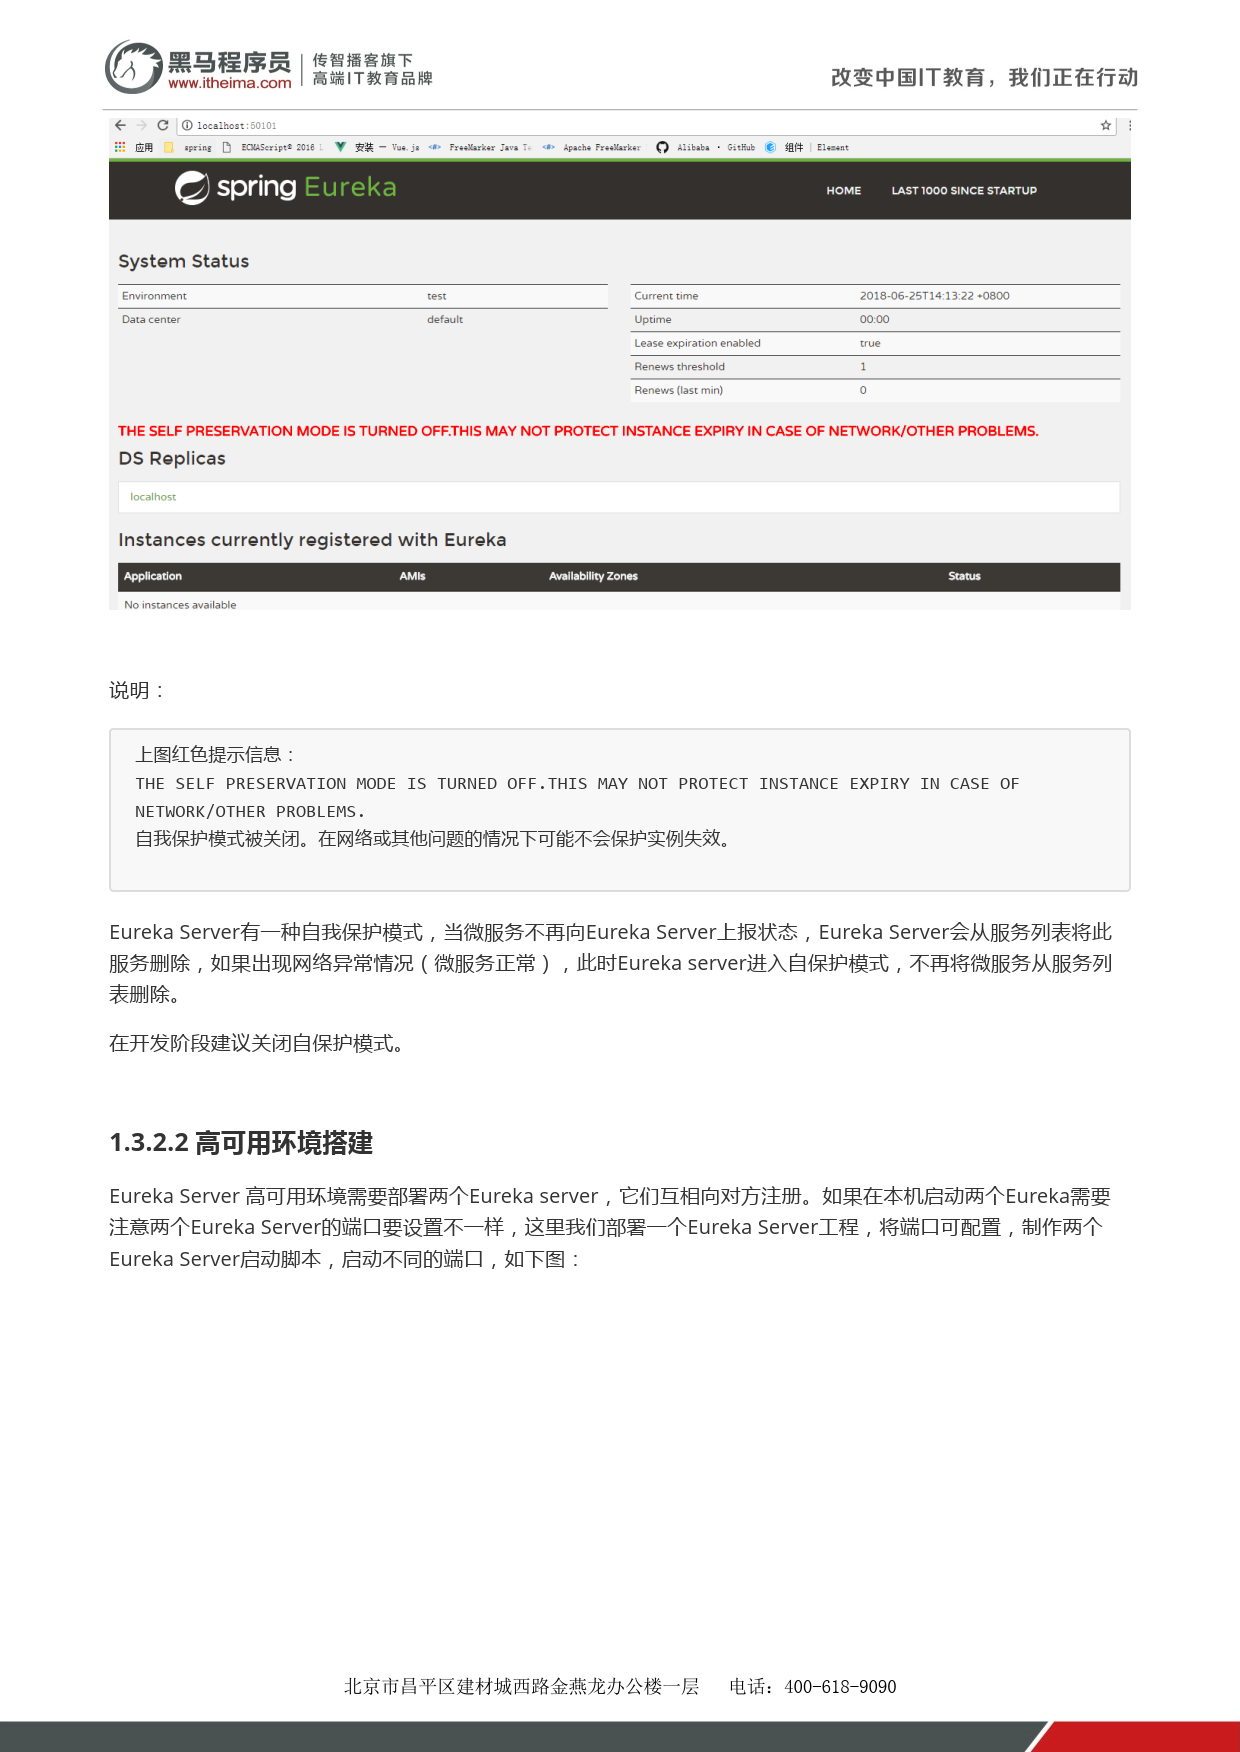 黑马程序员
www.itheima.com
传智播客旗下
高端IT教育品牌
改变中国IT教育，我们正在行动
localhost:50101
应用 spring ECMAScript® 2016 安装 — Vue.js FreeMarker Java Te Apache FreeMarker Alibaba · GitHub 组件 | Element
spring Eureka
HOME LAST 1000 SINCE STARTUP
System Status
Environment test Current time 2018-06-25T14:13:22 +0800
Data center default Uptime 00:00
Lease expiration enabled true
Renews threshold 1
Renews (last min) 0
THE SELF PRESERVATION MODE IS TURNED OFF.THIS MAY NOT PROTECT INSTANCE EXPIRY IN CASE OF NETWORK/OTHER PROBLEMS.
DS Replicas
localhost
Instances currently registered with Eureka
Application AMIs Availability Zones Status
No instances available
说明：
上图红色提示信息：
THE SELF PRESERVATION MODE IS TURNED OFF.THIS MAY NOT PROTECT INSTANCE EXPIRY IN CASE OF
NETWORK/OTHER PROBLEMS.
自我保护模式被关闭。在网络或其他问题的情况下可能不会保护实例失效。
Eureka Server有一种自我保护模式，当微服务不再向Eureka Server上报状态，Eureka Server会从服务列表将此
服务删除，如果出现网络异常情况（微服务正常），此时Eureka server进入自保护模式，不再将微服务从服务列
表删除。
在开发阶段建议关闭自保护模式。
1.3.2.2 高可用环境搭建
Eureka Server 高可用环境需要部署两个Eureka server，它们互相向对方注册。如果在本机启动两个Eureka需要
注意两个Eureka Server的端口要设置不一样，这里我们部署一个Eureka Server工程，将端口可配置，制作两个
Eureka Server启动脚本，启动不同的端口，如下图：
北京市昌平区建材城西路金燕龙办公楼一层 电话：400-618-9090